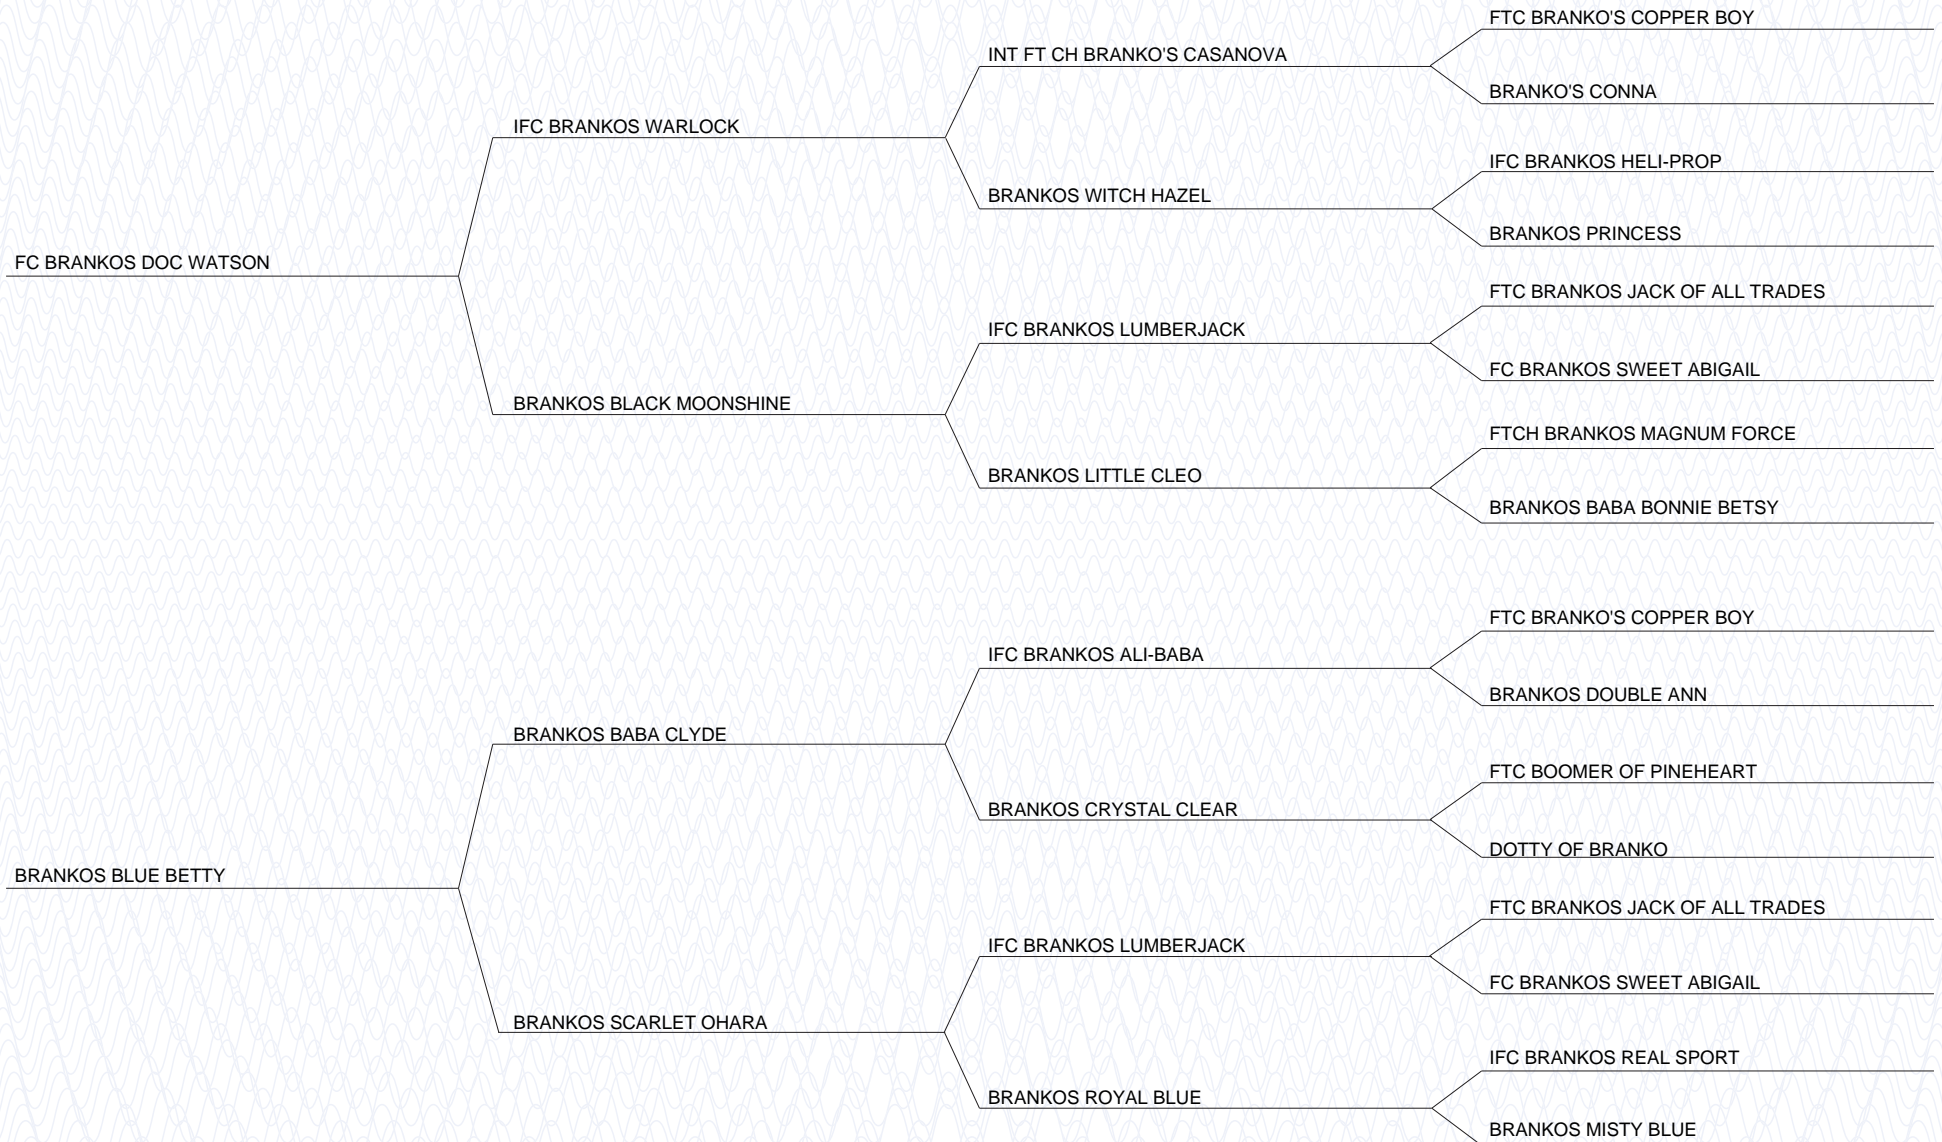 FTC BRANKO'S COPPER BOY
INT FT CH BRANKO'S CASANOVA
BRANKO'S CONNA
IFC BRANKOS WARLOCK
IFC BRANKOS HELI-PROP
BRANKOS WITCH HAZEL
BRANKOS PRINCESS
FC BRANKOS DOC WATSON
FTC BRANKOS JACK OF ALL TRADES
IFC BRANKOS LUMBERJACK
FC BRANKOS SWEET ABIGAIL
BRANKOS BLACK MOONSHINE
FTCH BRANKOS MAGNUM FORCE
BRANKOS LITTLE CLEO
BRANKOS BABA BONNIE BETSY
FTC BRANKO'S COPPER BOY
IFC BRANKOS ALI-BABA
BRANKOS DOUBLE ANN
BRANKOS BABA CLYDE
FTC BOOMER OF PINEHEART
BRANKOS CRYSTAL CLEAR
DOTTY OF BRANKO
BRANKOS BLUE BETTY
FTC BRANKOS JACK OF ALL TRADES
IFC BRANKOS LUMBERJACK
FC BRANKOS SWEET ABIGAIL
BRANKOS SCARLET OHARA
IFC BRANKOS REAL SPORT
BRANKOS ROYAL BLUE
BRANKOS MISTY BLUE